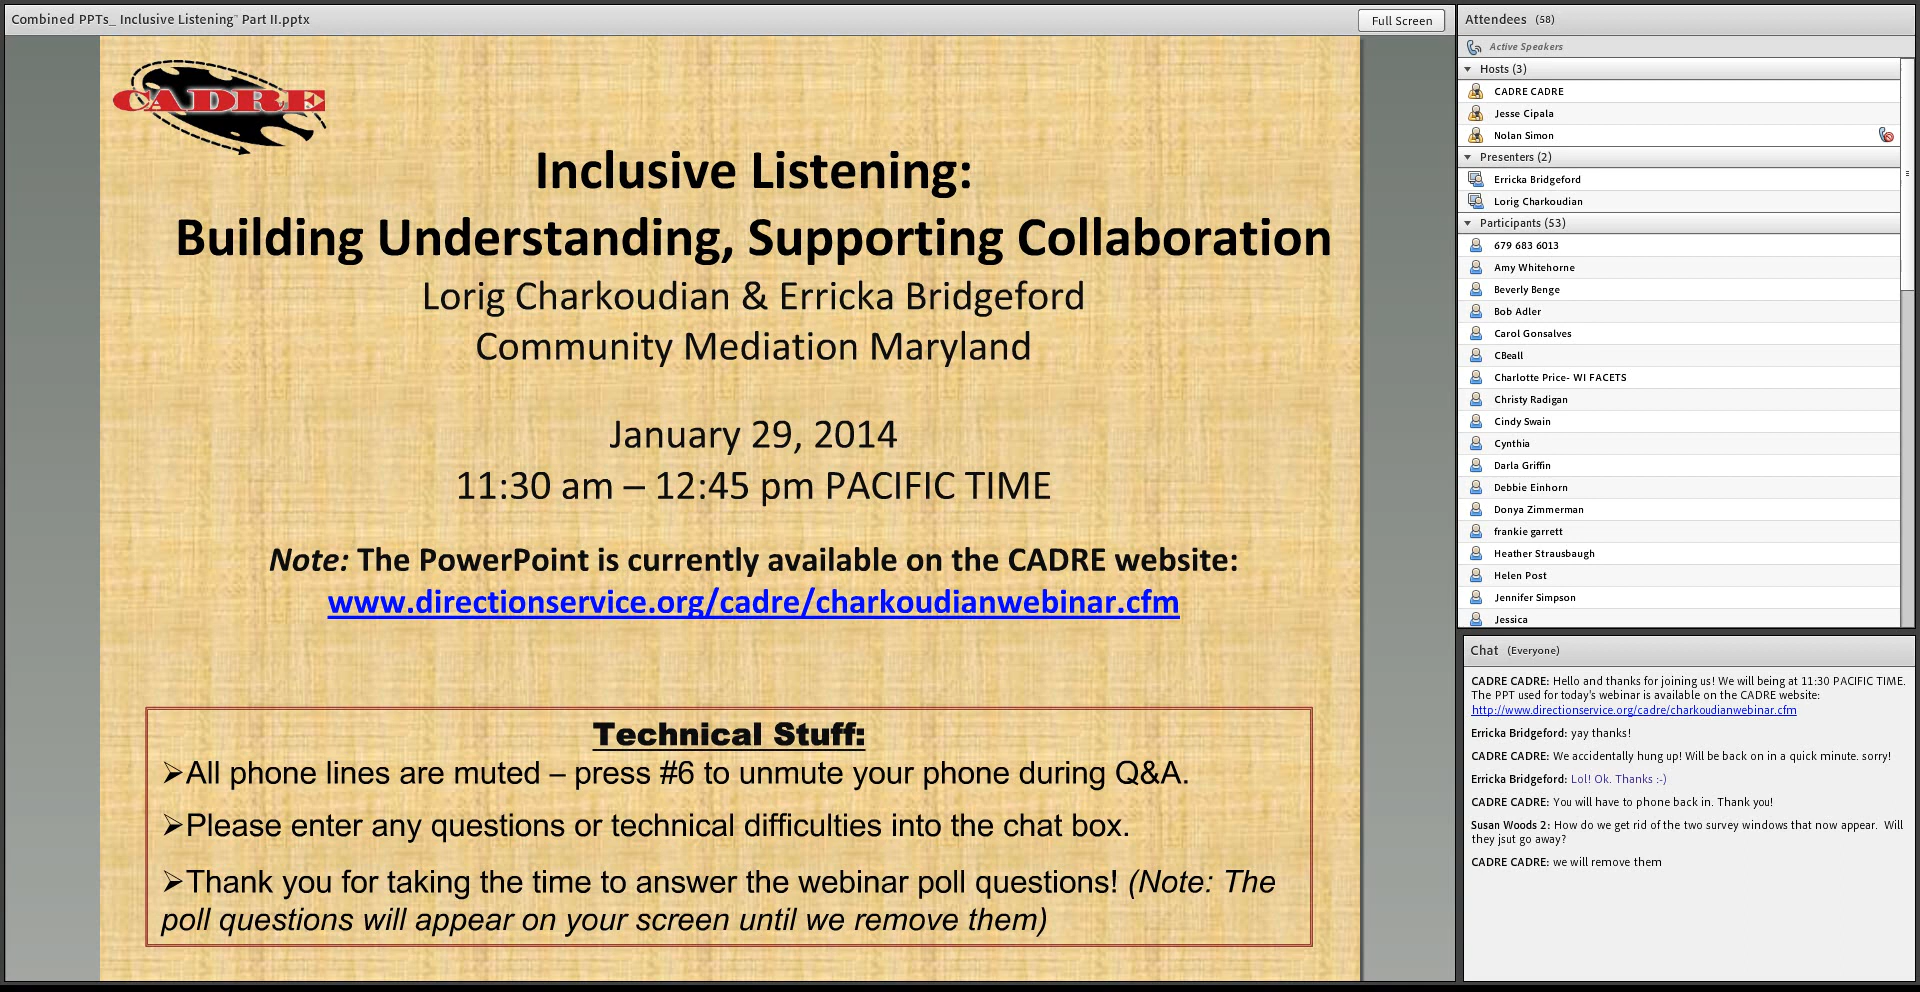 Combined PPTs_ Inclusive Listening™ Part II.pptx
Full Screen
CADRE
Inclusive Listening:
Building Understanding, Supporting Collaboration
Lorig Charkoudian & Erricka Bridgeford
Community Mediation Maryland
January 29, 2014
11:30 am – 12:45 pm PACIFIC TIME
Note: The PowerPoint is currently available on the CADRE website:
www.directionservice.org/cadre/charkoudianwebinar.cfm
Technical Stuff:
➢All phone lines are muted – press #6 to unmute your phone during Q&A.
➢Please enter any questions or technical difficulties into the chat box.
➢Thank you for taking the time to answer the webinar poll questions! (Note: The
poll questions will appear on your screen until we remove them)
Attendees (58)
Active Speakers
Hosts (3)
CADRE CADRE
Jesse Cipala
Nolan Simon
Presenters (2)
Erricka Bridgeford
Lorig Charkoudian
Participants (53)
679 683 6013
Amy Whitehorne
Beverly Benge
Bob Adler
Carol Gonsalves
CBeall
Charlotte Price- WI FACETS
Christy Radigan
Cindy Swain
Cynthia
Darla Griffin
Debbie Einhorn
Donya Zimmerman
frankie garrett
Heather Strausbaugh
Helen Post
Jennifer Simpson
Jessica
Chat (Everyone)
CADRE CADRE: Hello and thanks for joining us! We will being at 11:30 PACIFIC TIME.
The PPT used for today's webinar is available on the CADRE website:
http://www.directionservice.org/cadre/charkoudianwebinar.cfm
Erricka Bridgeford: yay thanks!
CADRE CADRE: We accidentally hung up! Will be back on in a quick minute. sorry!
Erricka Bridgeford: Lol! Ok. Thanks :-)
CADRE CADRE: You will have to phone back in. Thank you!
Susan Woods 2: How do we get rid of the two survey windows that now appear. Will
they jsut go away?
CADRE CADRE: we will remove them